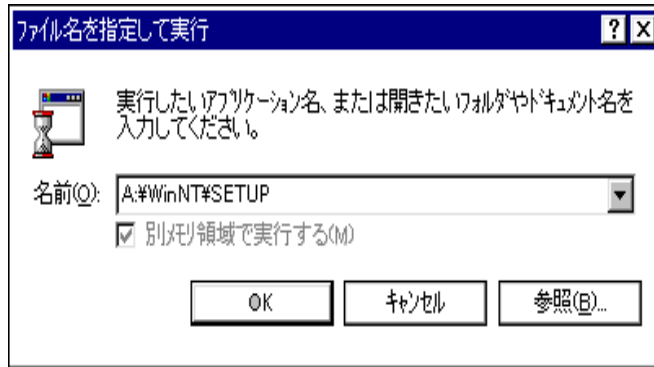 ファイル名を指定して実行
実行したいアプリケーション名、または開きたいフォルダやドキュメント名を
入力してください。
名前(O): A:¥WinNT¥SETUP
別メモリ領域で実行する(M)
OK キャンセル 参照(B)...